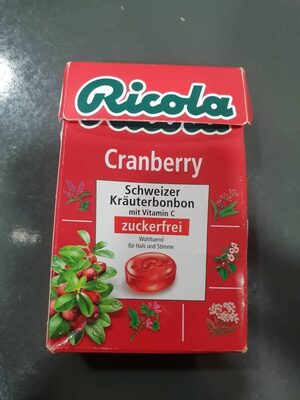 Ricola
Cranberry
Schweizer
Kräuterbonbon
mit Vitamin C
zuckerfrei
Wohltuend
für Hals und Stimme